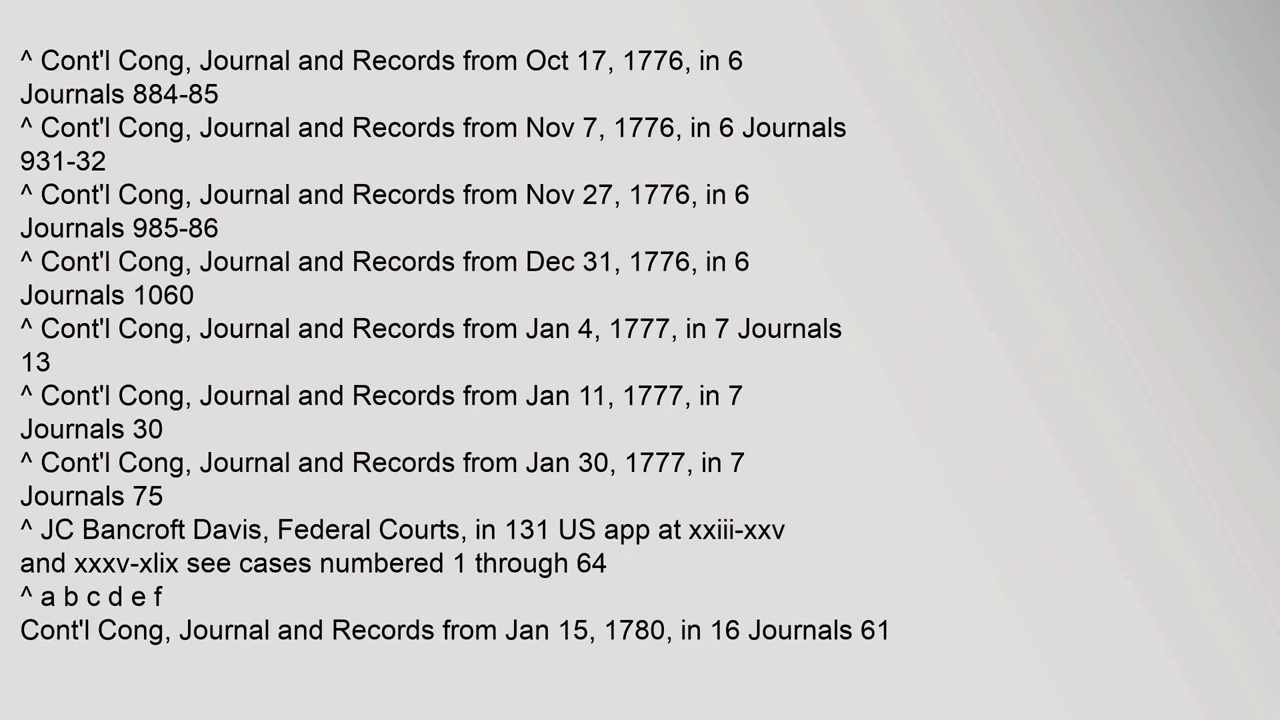 ^ Cont'l Cong, Journal and Records from Oct 17, 1776, in 6
Journals 884-85
^ Cont'l Cong, Journal and Records from Nov 7, 1776, in 6 Journals
931-32
^ Cont'l Cong, Journal and Records from Nov 27, 1776, in 6
Journals 985-86
^ Cont'l Cong, Journal and Records from Dec 31, 1776, in 6
Journals 1060
^ Cont'l Cong, Journal and Records from Jan 4, 1777, in 7 Journals
13
^ Cont'l Cong, Journal and Records from Jan 11, 1777, in 7
Journals 30
^ Cont'l Cong, Journal and Records from Jan 30, 1777, in 7
Journals 75
^ JC Bancroft Davis, Federal Courts, in 131 US app at xxiii-xxv
and xxxv-xlix see cases numbered 1 through 64
^ a b c d e f
Cont'l Cong, Journal and Records from Jan 15, 1780, in 16 Journals 61